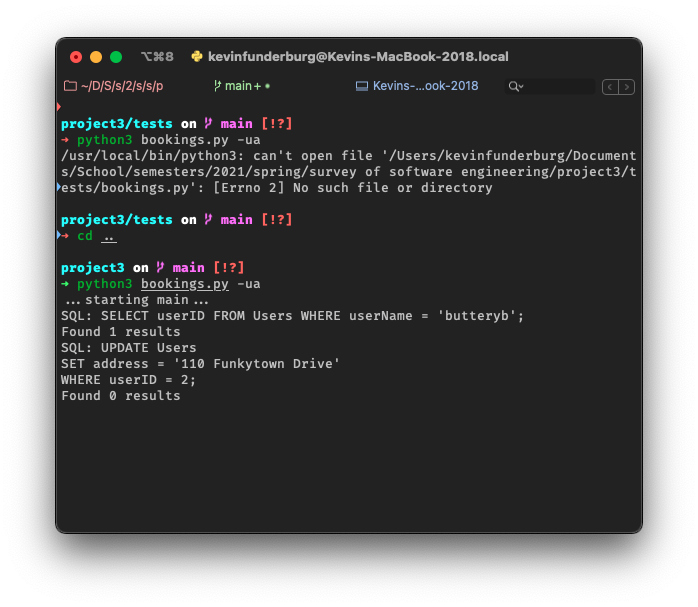 ⌥⌘8 kevinfunderburg@Kevins-MacBook-2018.local
~/D/S/s/2/s/s/p main+ • Kevins-...ook-2018
project3/tests on main [!?]
→ python3 bookings.py -ua
/usr/local/bin/python3: can't open file '/Users/kevinfunderburg/Document
s/School/semesters/2021/spring/survey of software engineering/project3/t
ests/bookings.py': [Errno 2] No such file or directory
project3/tests on main [!?]
→ cd ..
project3 on main [!?]
→ python3 bookings.py -ua
...starting main...
SQL: SELECT userID FROM Users WHERE userName = 'butteryb';
Found 1 results
SQL: UPDATE Users
SET address = '110 Funkytown Drive'
WHERE userID = 2;
Found 0 results